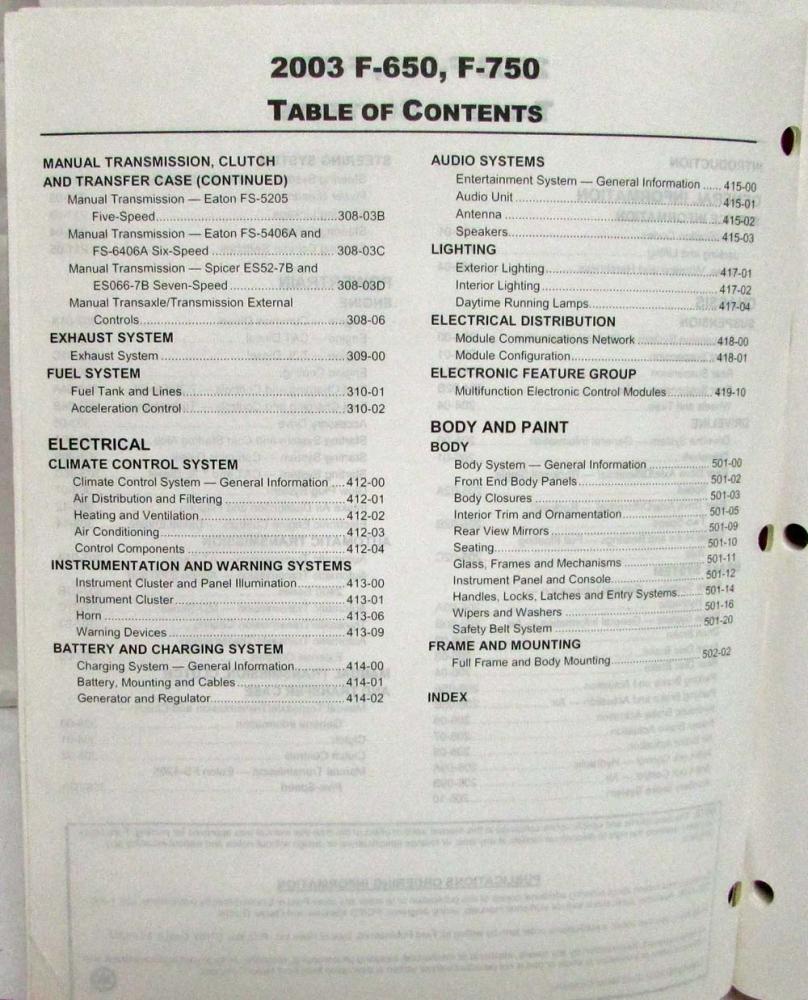 2003 F-650, F-750
TABLE OF CONTENTS
MANUAL TRANSMISSION, CLUTCH
AND TRANSFER CASE (CONTINUED)
Manual Transmission — Eaton FS-5205
Five-Speed 308-03B
Manual Transmission — Eaton FS-5406A and
FS-6406A Six-Speed 308-03C
Manual Transmission — Spicer ES52-7B and
ES066-7B Seven-Speed 308-03D
Manual Transaxle/Transmission External
Controls 308-06
EXHAUST SYSTEM
Exhaust System 309-00
FUEL SYSTEM
Fuel Tank and Lines 310-01
Acceleration Control 310-02
ELECTRICAL
CLIMATE CONTROL SYSTEM
Climate Control System — General Information 412-00
Air Distribution and Filtering 412-01
Heating and Ventilation 412-02
Air Conditioning 412-03
Control Components 412-04
INSTRUMENTATION AND WARNING SYSTEMS
Instrument Cluster and Panel Illumination 413-00
Instrument Cluster 413-01
Horn 413-06
Warning Devices 413-09
BATTERY AND CHARGING SYSTEM
Charging System — General Information 414-00
Battery, Mounting and Cables 414-01
Generator and Regulator 414-02
AUDIO SYSTEMS
Entertainment System — General Information 415-00
Audio Unit 415-01
Antenna 415-02
Speakers 415-03
LIGHTING
Exterior Lighting 417-01
Interior Lighting 417-02
Daytime Running Lamps 417-04
ELECTRICAL DISTRIBUTION
Module Communications Network 418-00
Module Configuration 418-01
ELECTRONIC FEATURE GROUP
Multifunction Electronic Control Modules 419-10
BODY AND PAINT
BODY
Body System — General Information 501-00
Front End Body Panels 501-02
Body Closures 501-03
Interior Trim and Ornamentation 501-05
Rear View Mirrors 501-09
Seating 501-10
Glass, Frames and Mechanisms 501-11
Instrument Panel and Console 501-12
Handles, Locks, Latches and Entry Systems 501-14
Wipers and Washers 501-16
Safety Belt System 501-20
FRAME AND MOUNTING
Full Frame and Body Mounting 502-02
INDEX